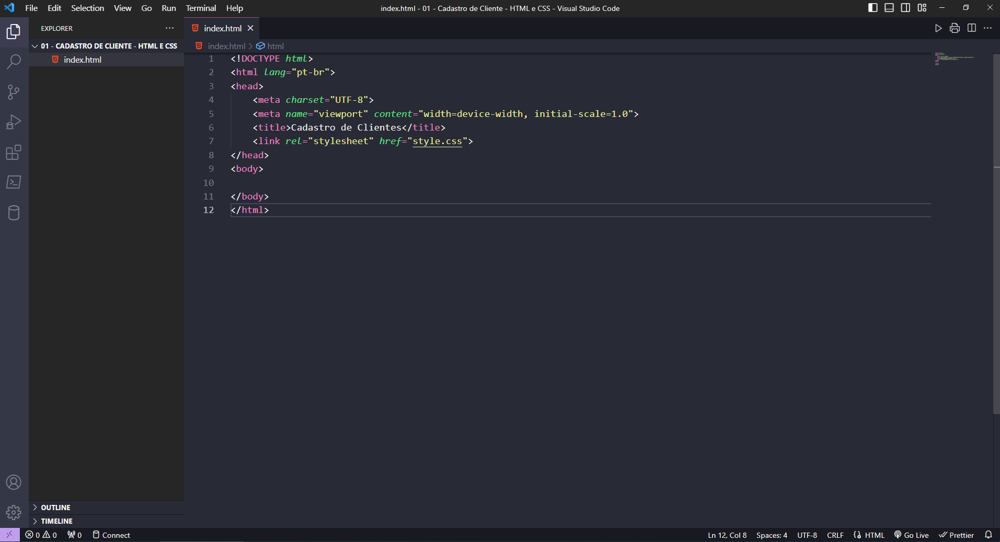 File Edit Selection View Go Run Terminal Help
index.html - 01 - Cadastro de Cliente - HTML e CSS - Visual Studio Code
EXPLORER
01 - CADASTRO DE CLIENTE - HTML E CSS
index.html
OUTLINE
TIMELINE
index.html
index.html > html
1 <!DOCTYPE html>
2 <html lang="pt-br">
3 <head>
4 <meta charset="UTF-8">
5 <meta name="viewport" content="width=device-width, initial-scale=1.0">
6 <title>Cadastro de Clientes</title>
7 <link rel="stylesheet" href="style.css">
8 </head>
9 <body>
10
11 </body>
12 </html>
0 0 0 Connect
Ln 12, Col 8 Spaces: 4 UTF-8 CRLF HTML Go Live Prettier